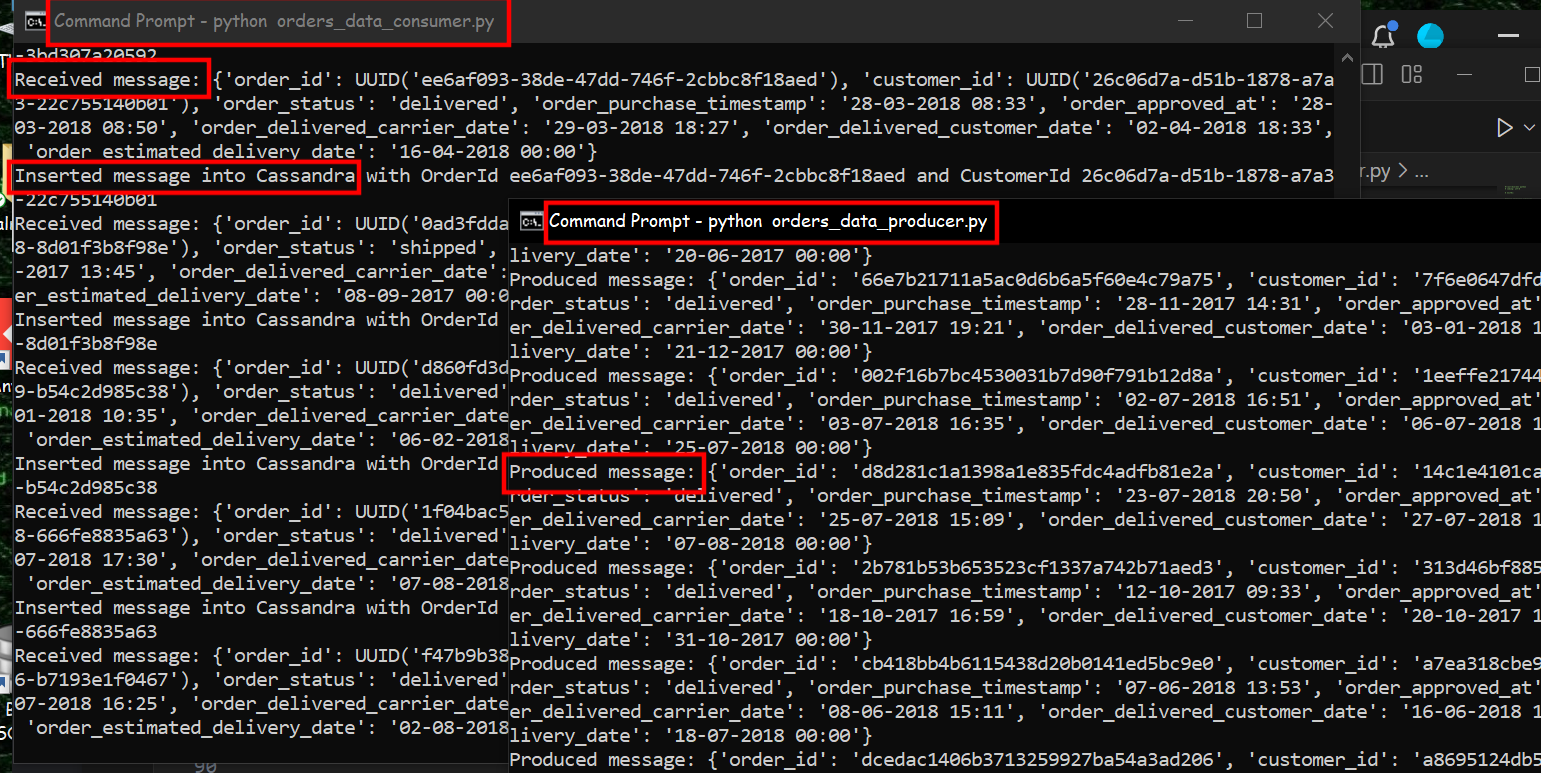 Command Prompt - python orders_data_consumer.py
-3bd307a20592
Received message: {'order_id': UUID('ee6af093-38de-47dd-746f-2cbbc8f18aed'), 'customer_id': UUID('26c06d7a-d51b-1878-a7a
3-22c755140b01'), 'order_status': 'delivered', 'order_purchase_timestamp': '28-03-2018 08:33', 'order_approved_at': '28-
03-2018 08:50', 'order_delivered_carrier_date': '29-03-2018 18:27', 'order_delivered_customer_date': '02-04-2018 18:33',
'order_estimated_delivery_date': '16-04-2018 00:00'}
Inserted message into Cassandra with OrderId ee6af093-38de-47dd-746f-2cbbc8f18aed and CustomerId 26c06d7a-d51b-1878-a7a3
-22c755140b01
Received message: {'order_id': UUID('0ad3fdda
8-8d01f3b8f98e'), 'order_status': 'shipped',
-2017 13:45', 'order_delivered_carrier_date':
er_estimated_delivery_date': '08-09-2017 00:0
Inserted message into Cassandra with OrderId
-8d01f3b8f98e
Received message: {'order_id': UUID('d860fd3d
9-b54c2d985c38'), 'order_status': 'delivered'
01-2018 10:35', 'order_delivered_carrier_date
'order_estimated_delivery_date': '06-02-2018
Inserted message into Cassandra with OrderId
-b54c2d985c38
Received message: {'order_id': UUID('1f04bac5
8-666fe8835a63'), 'order_status': 'delivered'
07-2018 17:30', 'order_delivered_carrier_date
'order_estimated_delivery_date': '07-08-2018
Inserted message into Cassandra with OrderId
-666fe8835a63
Received message: {'order_id': UUID('f47b9b38
6-b7193e1f0467'), 'order_status': 'delivered'
07-2018 16:25', 'order_delivered_carrier_date
'order_estimated_delivery_date': '02-08-2018
r.py > ...
Command Prompt - python orders_data_producer.py
livery_date': '20-06-2017 00:00'}
Produced message: {'order_id': '66e7b21711a5ac0d6b6a5f60e4c79a75', 'customer_id': '7f6e0647dfd
rder_status': 'delivered', 'order_purchase_timestamp': '28-11-2017 14:31', 'order_approved_at'
er_delivered_carrier_date': '30-11-2017 19:21', 'order_delivered_customer_date': '03-01-2018 1
livery_date': '21-12-2017 00:00'}
Produced message: {'order_id': '002f16b7bc4530031b7d90f791b12d8a', 'customer_id': '1eeffe21744
rder_status': 'delivered', 'order_purchase_timestamp': '02-07-2018 16:51', 'order_approved_at'
er_delivered_carrier_date': '03-07-2018 16:35', 'order_delivered_customer_date': '06-07-2018 1
livery_date': '25-07-2018 00:00'}
Produced message: {'order_id': 'd8d281c1a1398a1e835fdc4adfb81e2a', 'customer_id': '14c1e4101ca
rder_status': 'delivered', 'order_purchase_timestamp': '23-07-2018 20:50', 'order_approved_at'
er_delivered_carrier_date': '25-07-2018 15:09', 'order_delivered_customer_date': '27-07-2018 1
livery_date': '07-08-2018 00:00'}
Produced message: {'order_id': '2b781b53b653523cf1337a742b71aed3', 'customer_id': '313d46bf885
rder_status': 'delivered', 'order_purchase_timestamp': '12-10-2017 09:33', 'order_approved_at'
er_delivered_carrier_date': '18-10-2017 16:59', 'order_delivered_customer_date': '20-10-2017 1
livery_date': '31-10-2017 00:00'}
Produced message: {'order_id': 'cb418bb4b6115438d20b0141ed5bc9e0', 'customer_id': 'a7ea318cbe9
rder_status': 'delivered', 'order_purchase_timestamp': '07-06-2018 13:53', 'order_approved_at'
er_delivered_carrier_date': '08-06-2018 15:11', 'order_delivered_customer_date': '16-06-2018 1
livery_date': '18-07-2018 00:00'}
Produced message: {'order_id': 'dcedac1406b3713259927ba54a3ad206', 'customer_id': 'a8695124db5
90